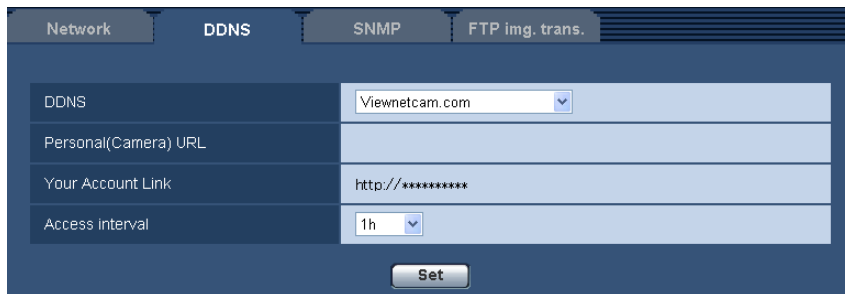 Network DDNS SNMP FTP img. trans.
DDNS Viewnetcam.com
Personal(Camera) URL
Your Account Link http://**********
Access interval 1h
Set